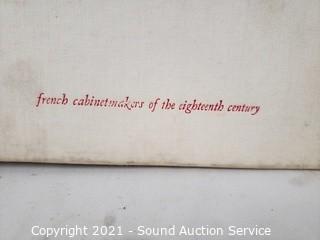 french cabinetmakers of the eighteenth century
Copyright 2021 - Sound Auction Service